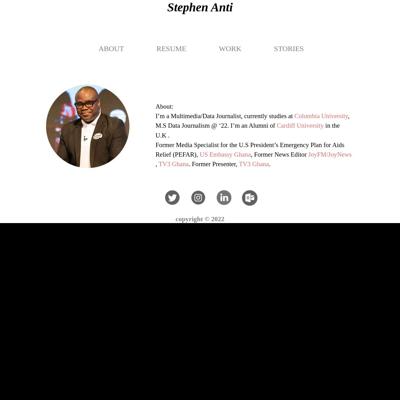 Stephen Anti
ABOUT RESUME WORK STORIES
About:
I'm a Multimedia/Data Journalist, currently studies at Columbia University,
M.S Data Journalism @ '22. I'm an Alumni of Cardiff University in the
U.K .
Former Media Specialist for the U.S President's Emergency Plan for Aids
Relief (PEFAR), US Embassy Ghana, Former News Editor JoyFM/JoyNews
, TV3 Ghana. Former Presenter, TV3 Ghana.
copyright © 2022